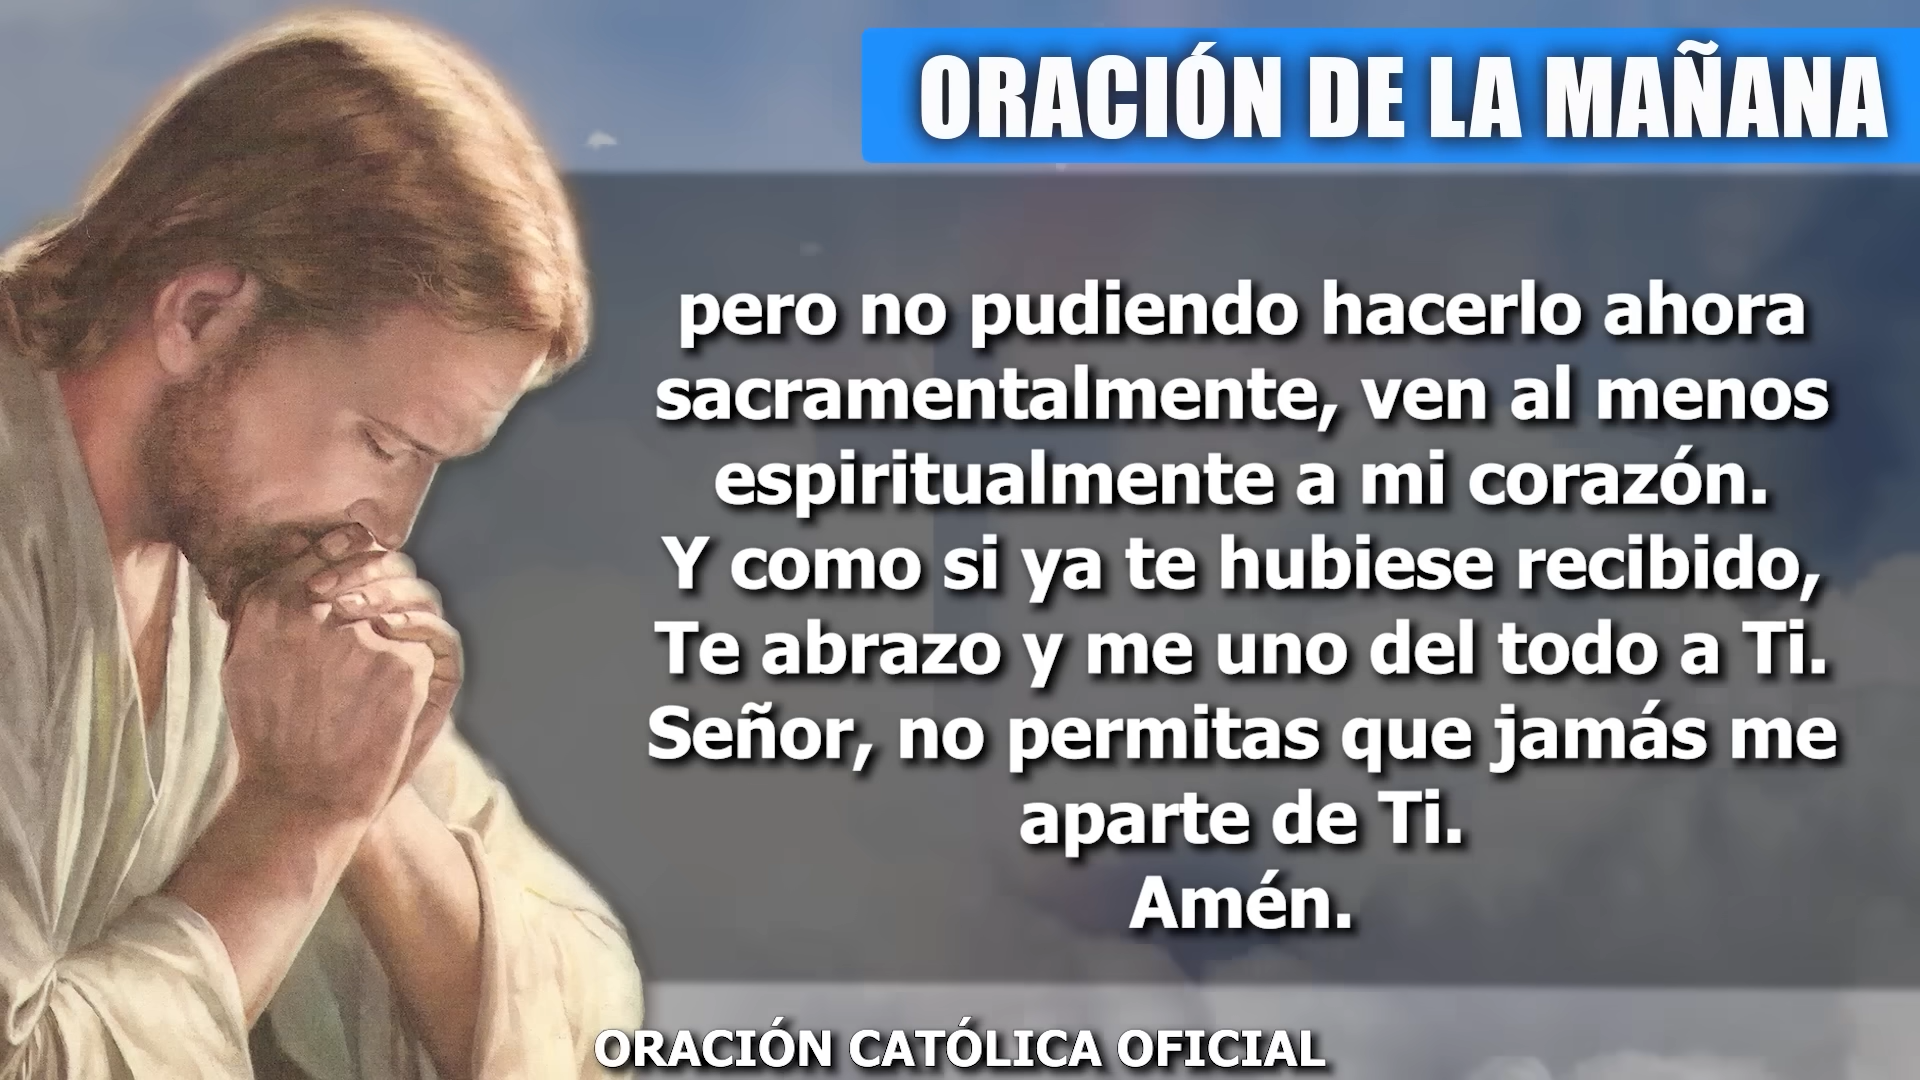 ORACIÓN DE LA MAÑANA
pero no pudiendo hacerlo ahora
sacramentalmente, ven al menos
espiritualmente a mi corazón.
Y como si ya te hubiese recibido,
Te abrazo y me uno del todo a Ti.
Señor, no permitas que jamás me
aparte de Ti.
Amén.
ORACIÓN CATÓLICA OFICIAL